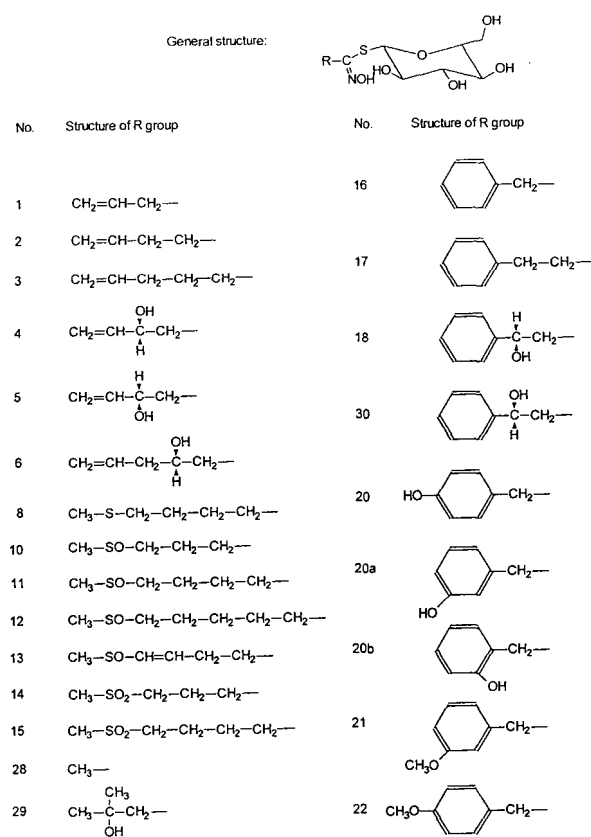 General structure:
OH
R–C S O
NOH HO OH OH
No. Structure of R group
1 CH2=CH–CH2—
2 CH2=CH–CH2–CH2—
3 CH2=CH–CH2–CH2–CH2—
OH
4 CH2=CH–C–CH2—
H
H
5 CH2=CH–C–CH2—
OH
OH
6 CH2=CH–CH2–C–CH2—
H
8 CH3–S–CH2–CH2–CH2–CH2—
10 CH3–SO–CH2–CH2–CH2—
11 CH3–SO–CH2–CH2–CH2–CH2—
12 CH3–SO–CH2–CH2–CH2–CH2–CH2—
13 CH3–SO–CH=CH–CH2–CH2—
14 CH3–SO2–CH2–CH2–CH2—
15 CH3–SO2–CH2–CH2–CH2–CH2—
28 CH3—
CH3
29 CH3–C–CH2—
OH
No. Structure of R group
16 CH2—
17 CH2–CH2—
H
18 C–CH2—
OH
OH
30 C–CH2—
H
20 HO CH2—
20a CH2—
HO
20b CH2—
OH
21 CH2—
CH3O
22 CH3O CH2—